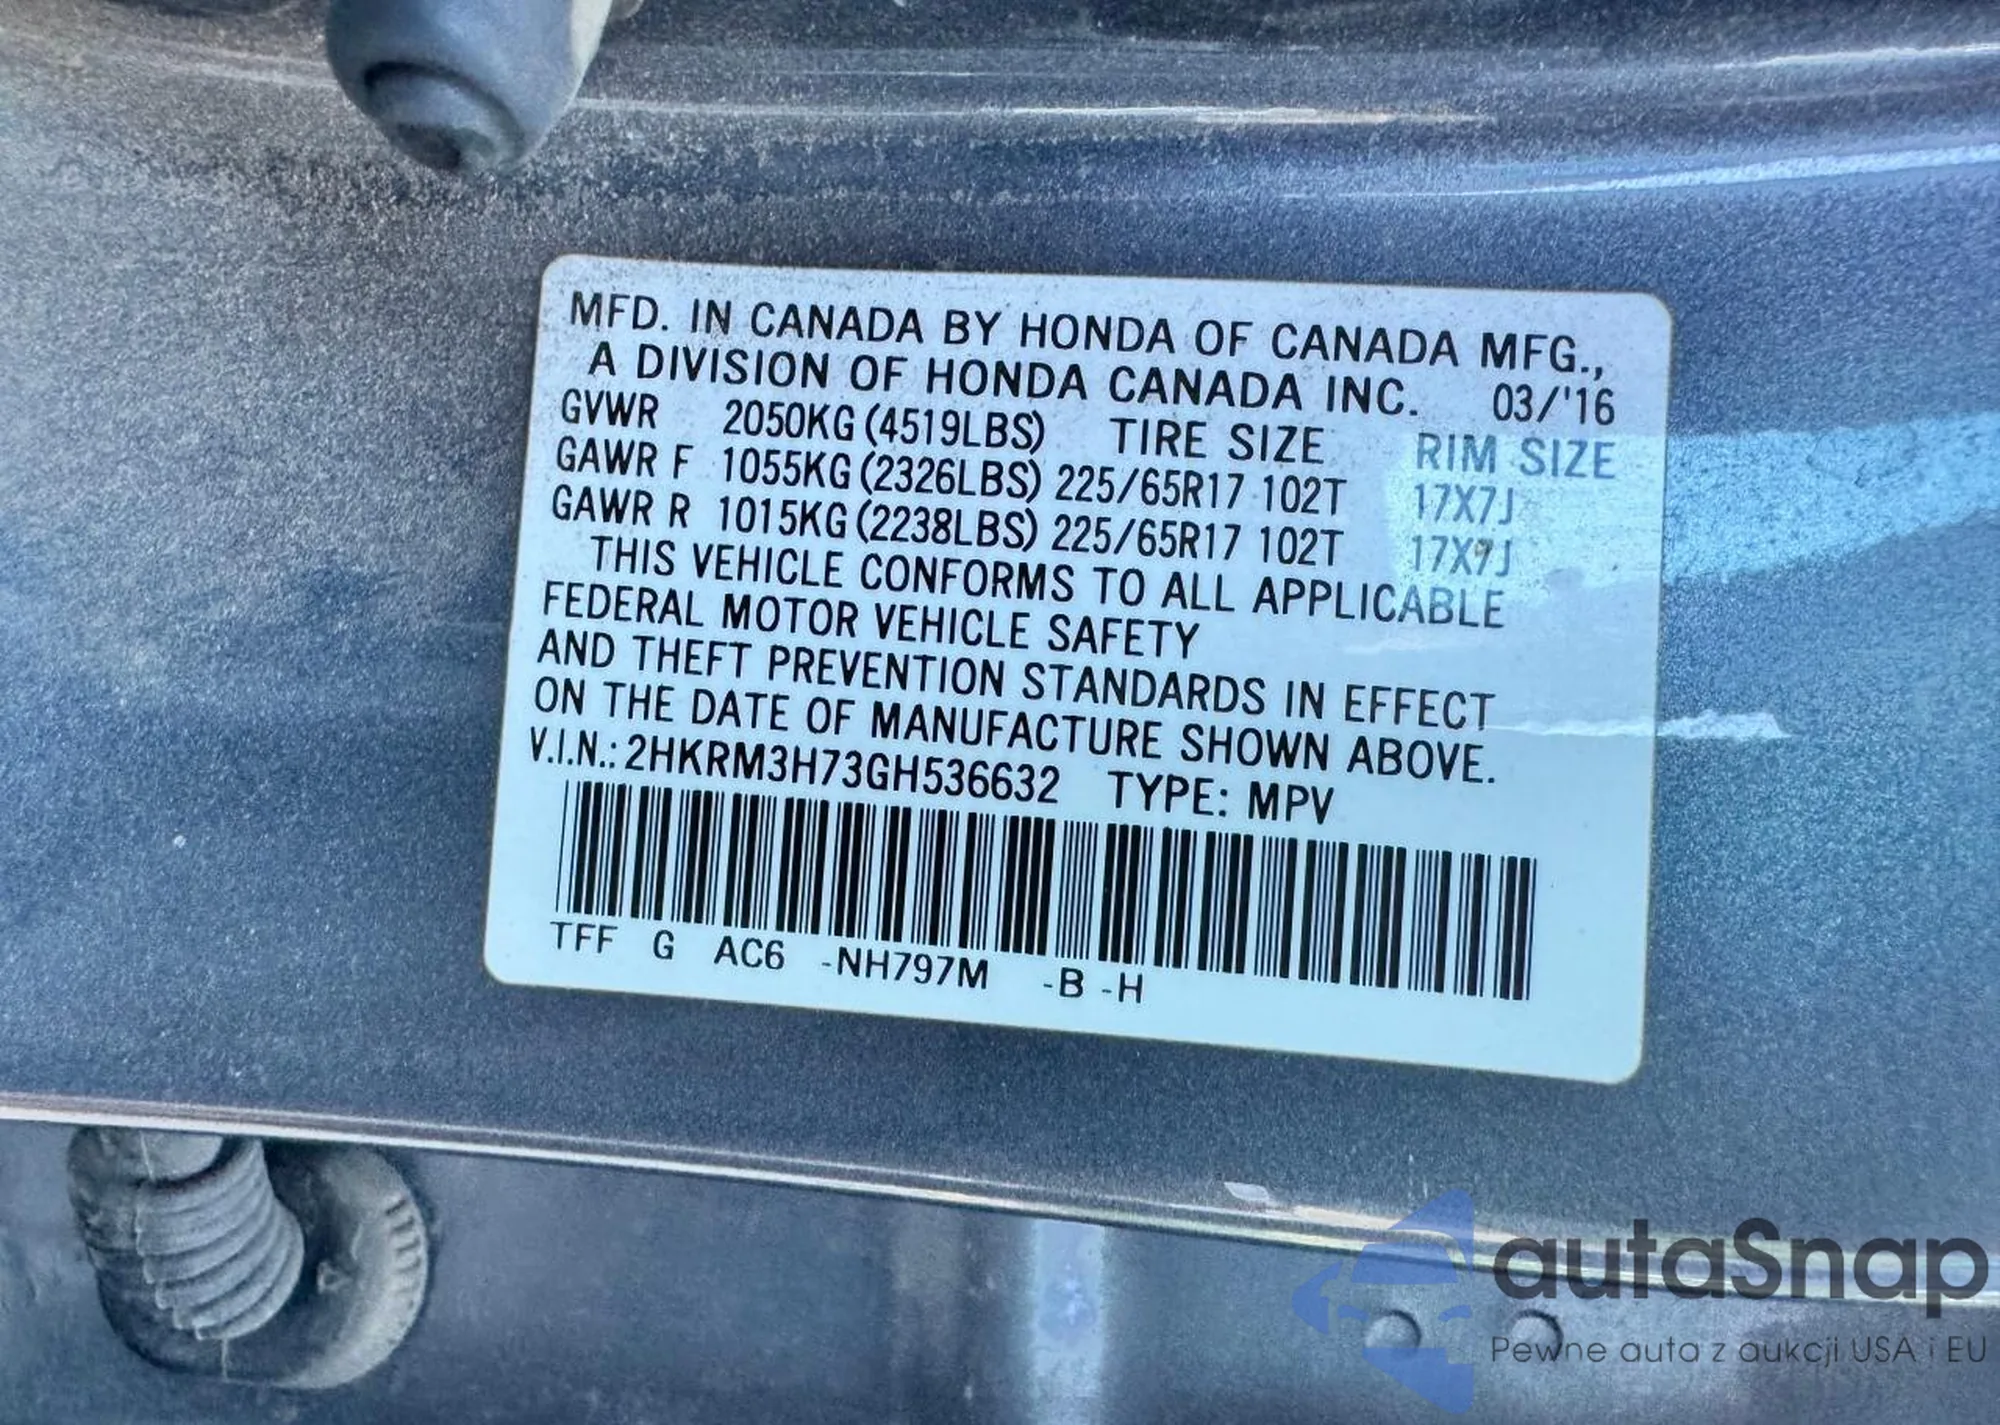 MFD. IN CANADA BY HONDA OF CANADA MFG.,
A DIVISION OF HONDA CANADA INC. 03/'16
GVWR 2050KG (4519LBS) TIRE SIZE RIM SIZE
GAWR F 1055KG (2326LBS) 225/65R17 102T 17X7J
GAWR R 1015KG (2238LBS) 225/65R17 102T 17X7J
THIS VEHICLE CONFORMS TO ALL APPLICABLE
FEDERAL MOTOR VEHICLE SAFETY
AND THEFT PREVENTION STANDARDS IN EFFECT
ON THE DATE OF MANUFACTURE SHOWN ABOVE.
V.I.N.: 2HKRM3H73GH536632 TYPE: MPV
TFF G AC6 -NH797M -B -H
autaSnap
Pewne auta z aukcji USA i EU